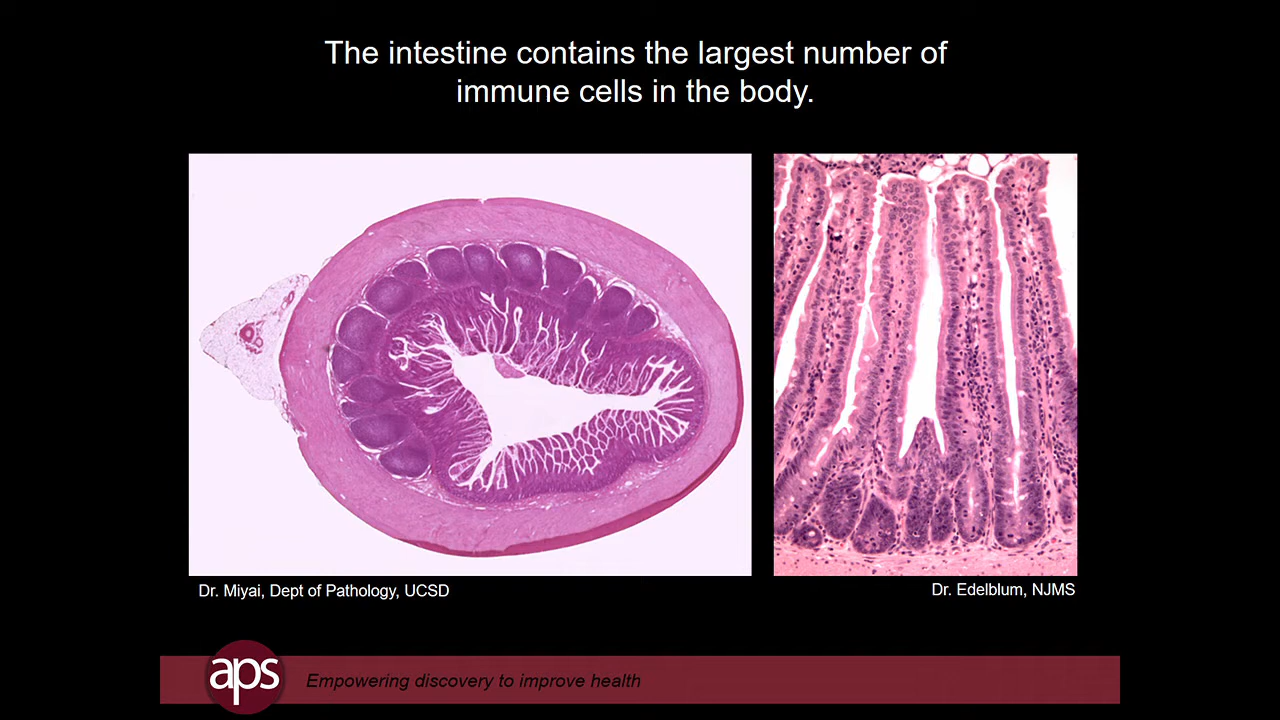 The intestine contains the largest number of
immune cells in the body.
Dr. Miyai, Dept of Pathology, UCSD
Dr. Edelblum, NJMS
aps
Empowering discovery to improve health